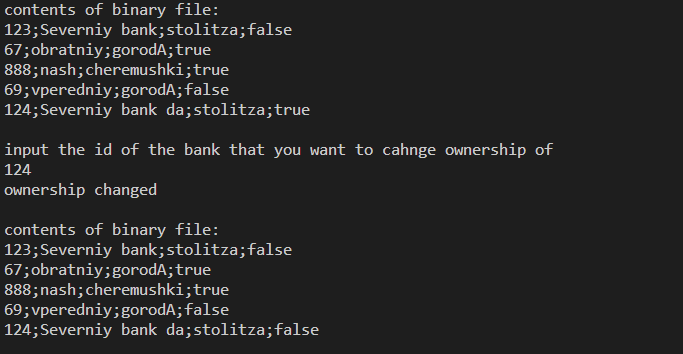 contents of binary file:
123;Severniy bank;stolitza;false
67;obratniy;gorodA;true
888;nash;cheremushki;true
69;vperedniy;gorodA;false
124;Severniy bank da;stolitza;true
input the id of the bank that you want to cahnge ownership of
124
ownership changed
contents of binary file:
123;Severniy bank;stolitza;false
67;obratniy;gorodA;true
888;nash;cheremushki;true
69;vperedniy;gorodA;false
124;Severniy bank da;stolitza;false